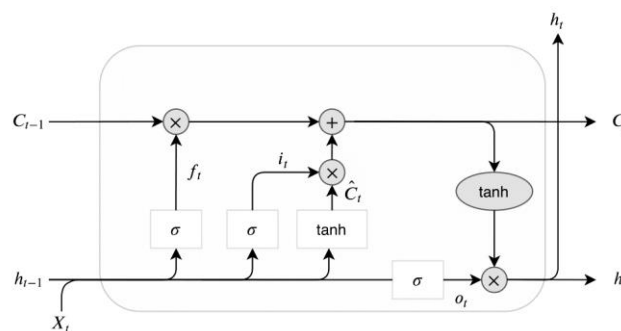 h_t
C_{t-1} × + C
f_t i_t × Ĉ_t tanh
σ σ tanh
h_{t-1} σ o_t × h
X_t